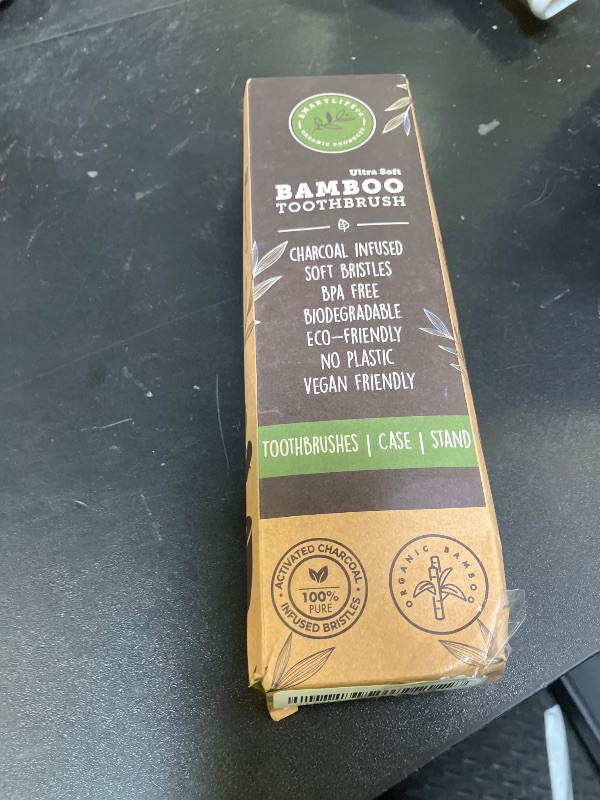 SMARTLIFECO
ORGANIC PRODUCTS
Ultra Soft
BAMBOO
TOOTHBRUSH
CHARCOAL INFUSED
SOFT BRISTLES
BPA FREE
BIODEGRADABLE
ECO-FRIENDLY
NO PLASTIC
VEGAN FRIENDLY
TOOTHBRUSHES | CASE | STAND
ACTIVATED CHARCOAL
100%
PURE
INFUSED BRISTLES
ORGANIC BAMBOO